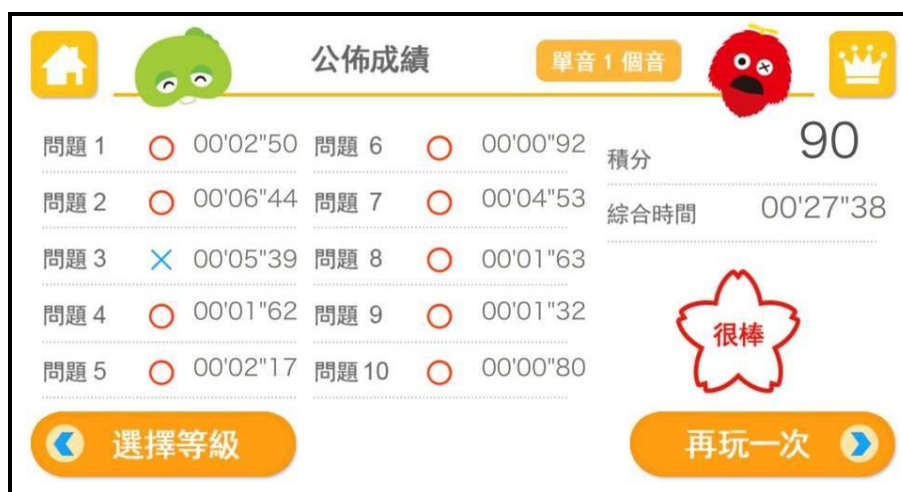 公佈成績
單音 1 個音
問題 1 ○ 00'02"50
問題 2 ○ 00'06"44
問題 3 × 00'05"39
問題 4 ○ 00'01"62
問題 5 ○ 00'02"17
問題 6 ○ 00'00"92
問題 7 ○ 00'04"53
問題 8 ○ 00'01"63
問題 9 ○ 00'01"32
問題 10 ○ 00'00"80
積分 90
綜合時間 00'27"38
很棒
選擇等級
再玩一次